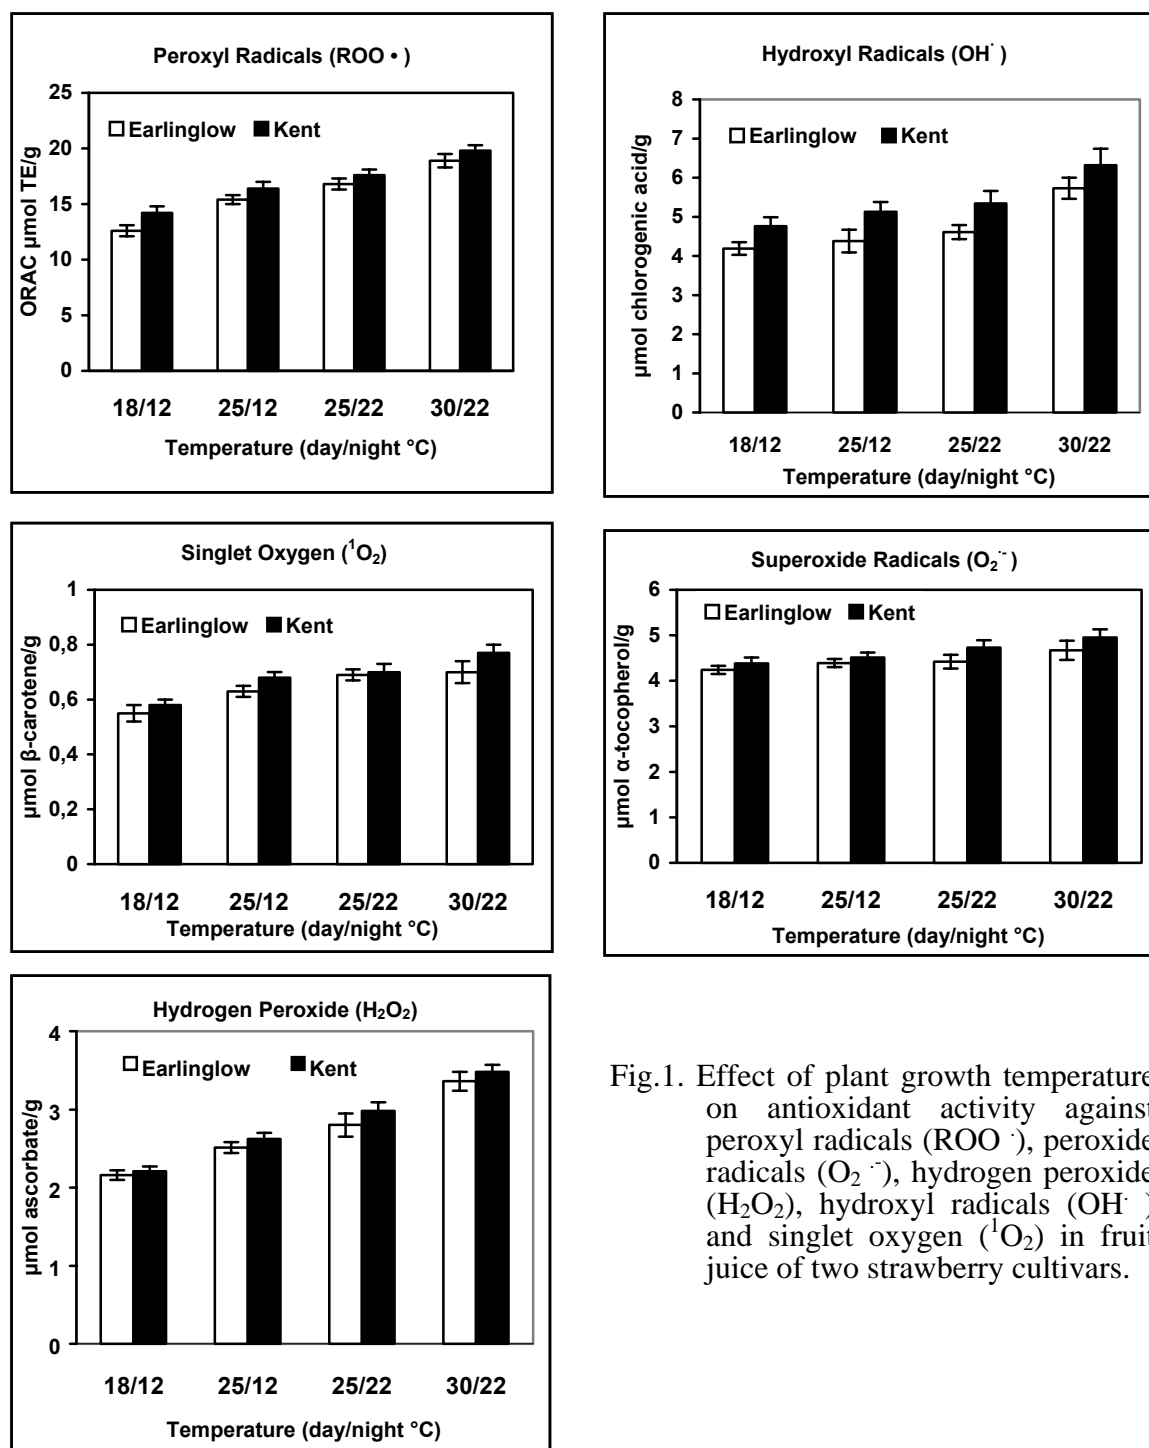 Peroxyl Radicals (ROO • )
25
20
15
10
5
0
ORAC µmol TE/g
Earlinglow Kent
18/12 25/12 25/22 30/22
Temperature (day/night °C)
Hydroxyl Radicals (OH˙ )
8
7
6
5
4
3
2
1
0
µmol chlorogenic acid/g
Earlinglow Kent
18/12 25/12 25/22 30/22
Temperature (day/night °C)
Singlet Oxygen (¹O₂)
1
0,8
0,6
0,4
0,2
0
µmol β-carotene/g
Earlinglow Kent
18/12 25/12 25/22 30/22
Temperature (day/night °C)
Superoxide Radicals (O₂˙⁻ )
6
5
4
3
2
1
0
µmol α-tocopherol/g
Earlinglow Kent
18/12 25/12 25/22 30/22
Temperature (day/night °C)
Hydrogen Peroxide (H₂O₂)
4
3
2
1
0
µmol ascorbate/g
Earlinglow Kent
18/12 25/12 25/22 30/22
Temperature (day/night °C)
Fig.1. Effect of plant growth temperature
on antioxidant activity against
peroxyl radicals (ROO ˙), peroxide
radicals (O₂ ˙⁻), hydrogen peroxide
(H₂O₂), hydroxyl radicals (OH˙ )
and singlet oxygen (¹O₂) in fruit
juice of two strawberry cultivars.